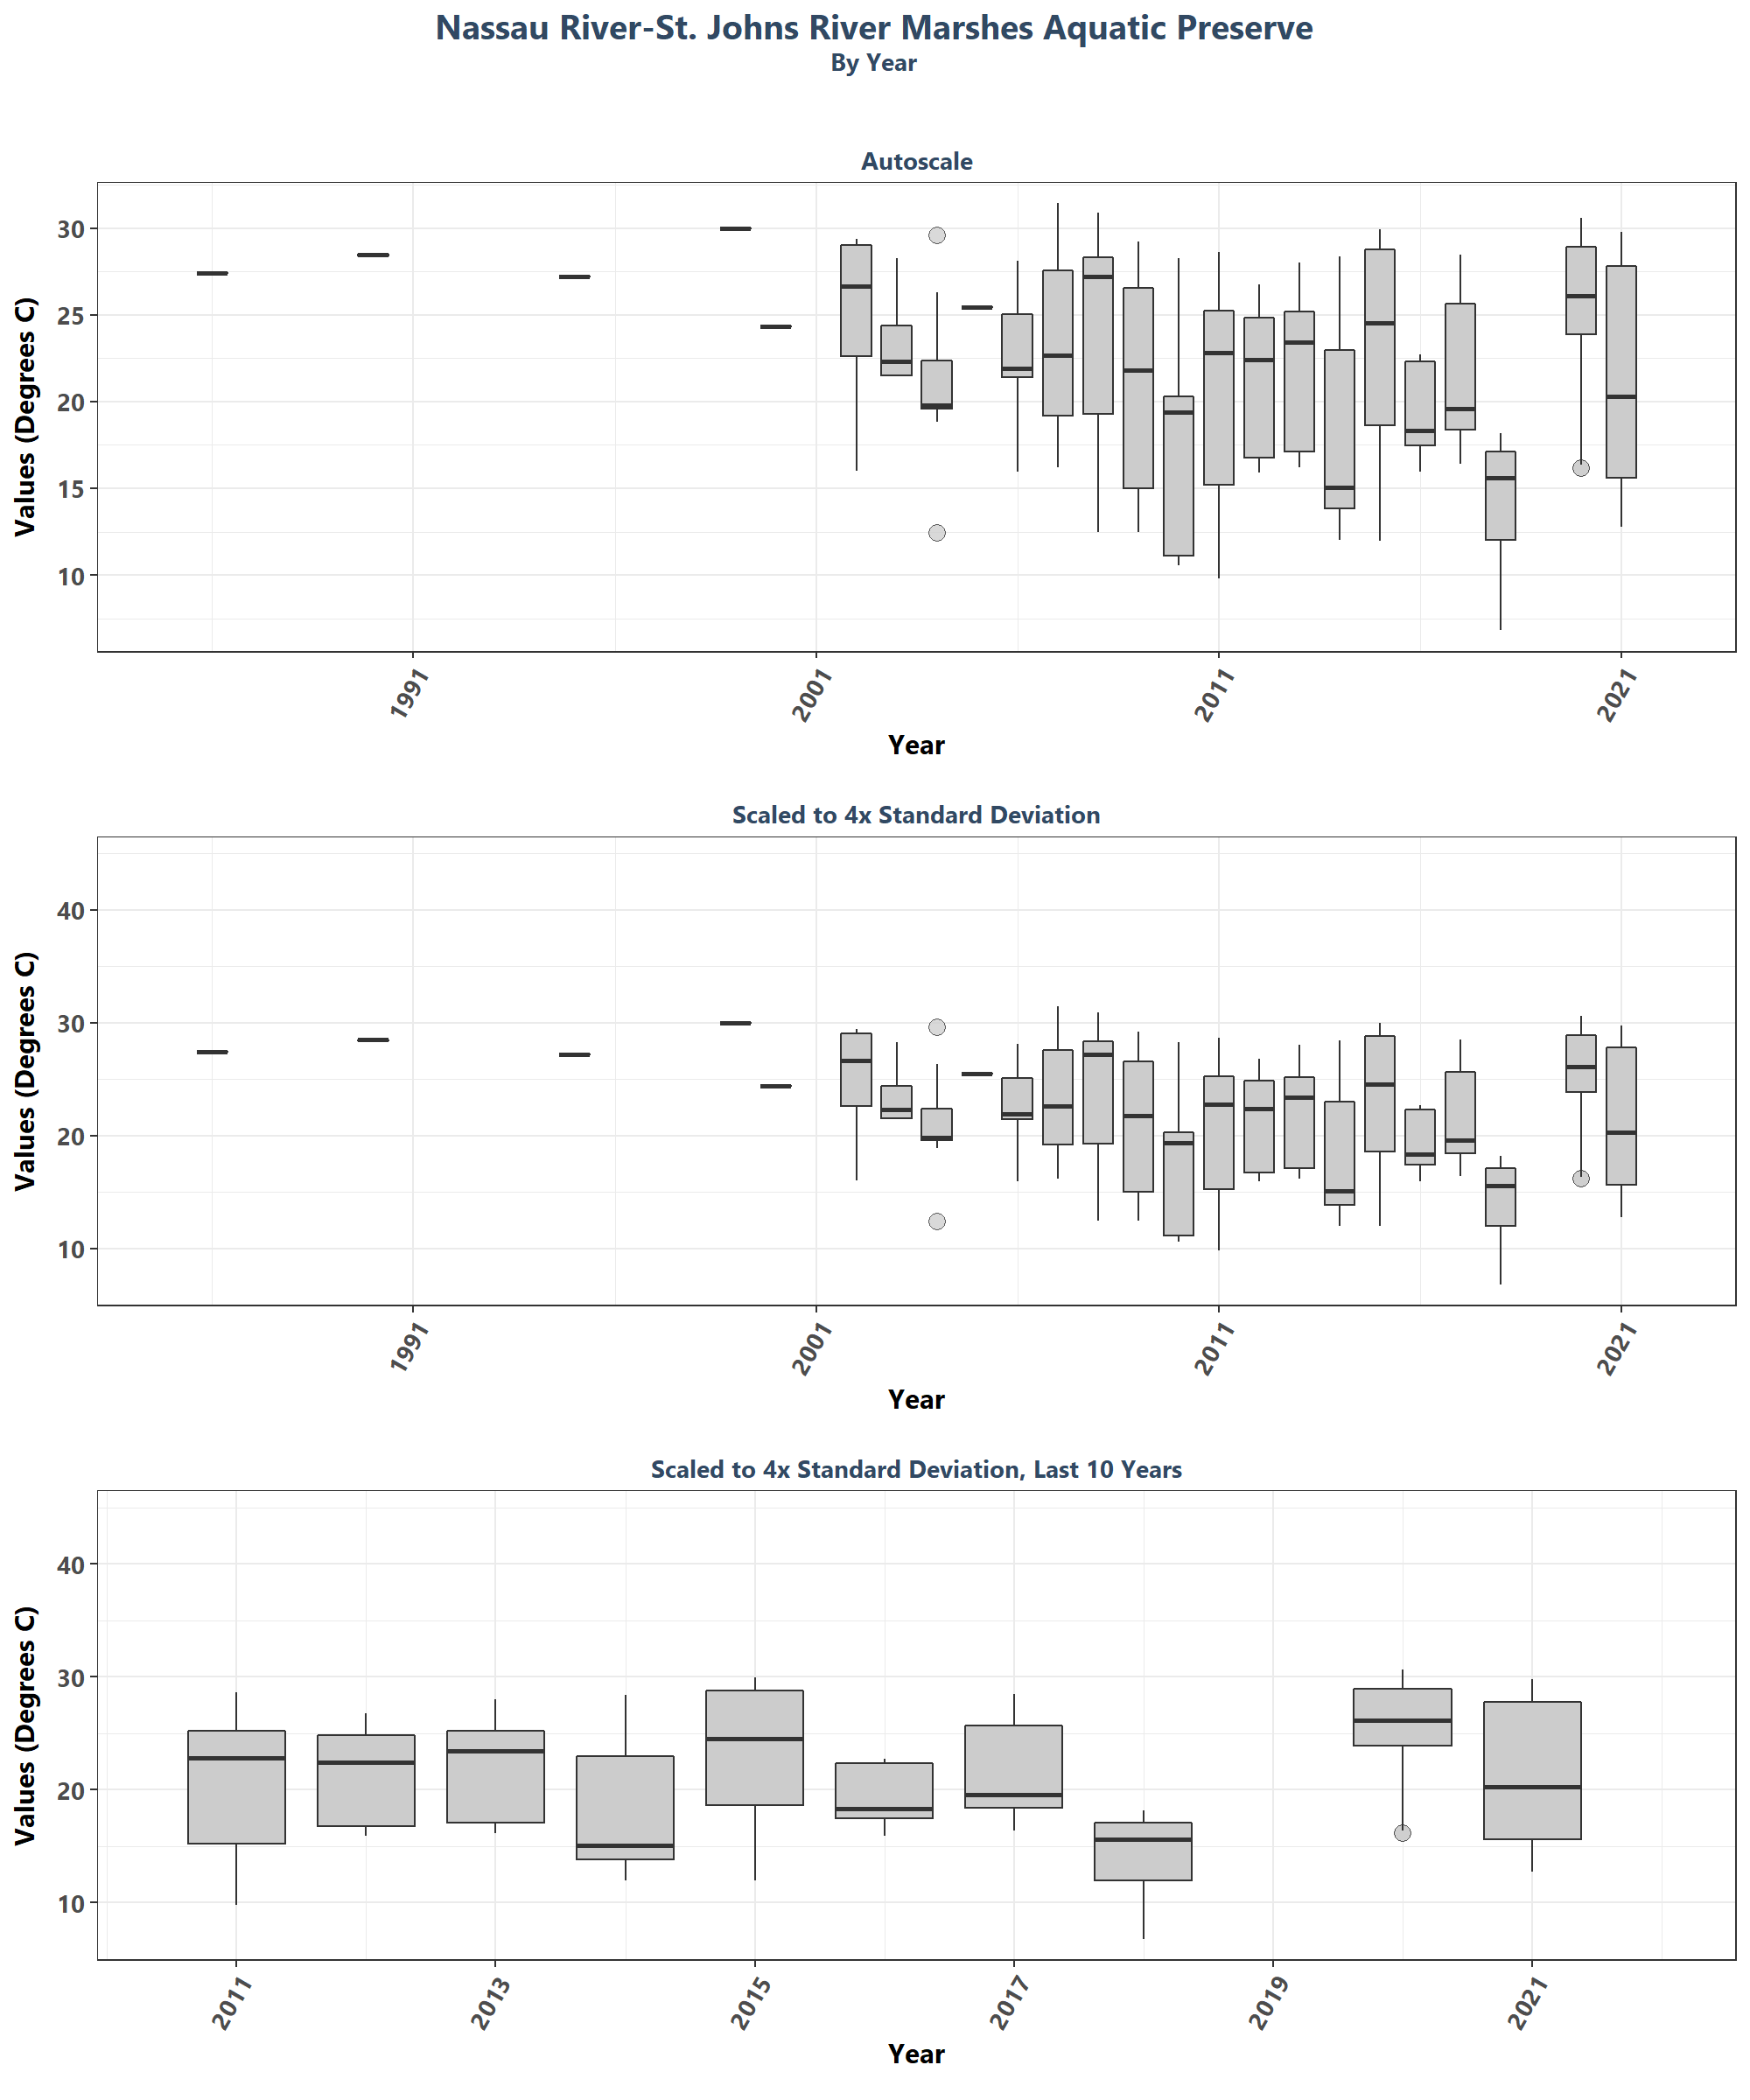 Nassau River-St. Johns River Marshes Aquatic Preserve
By Year
Autoscale
Values (Degrees C)
30
25
20
15
10
1991
2001
2011
2021
Year
Scaled to 4x Standard Deviation
Values (Degrees C)
40
30
20
10
1991
2001
2011
2021
Year
Scaled to 4x Standard Deviation, Last 10 Years
Values (Degrees C)
40
30
20
10
2011
2013
2015
2017
2019
2021
Year